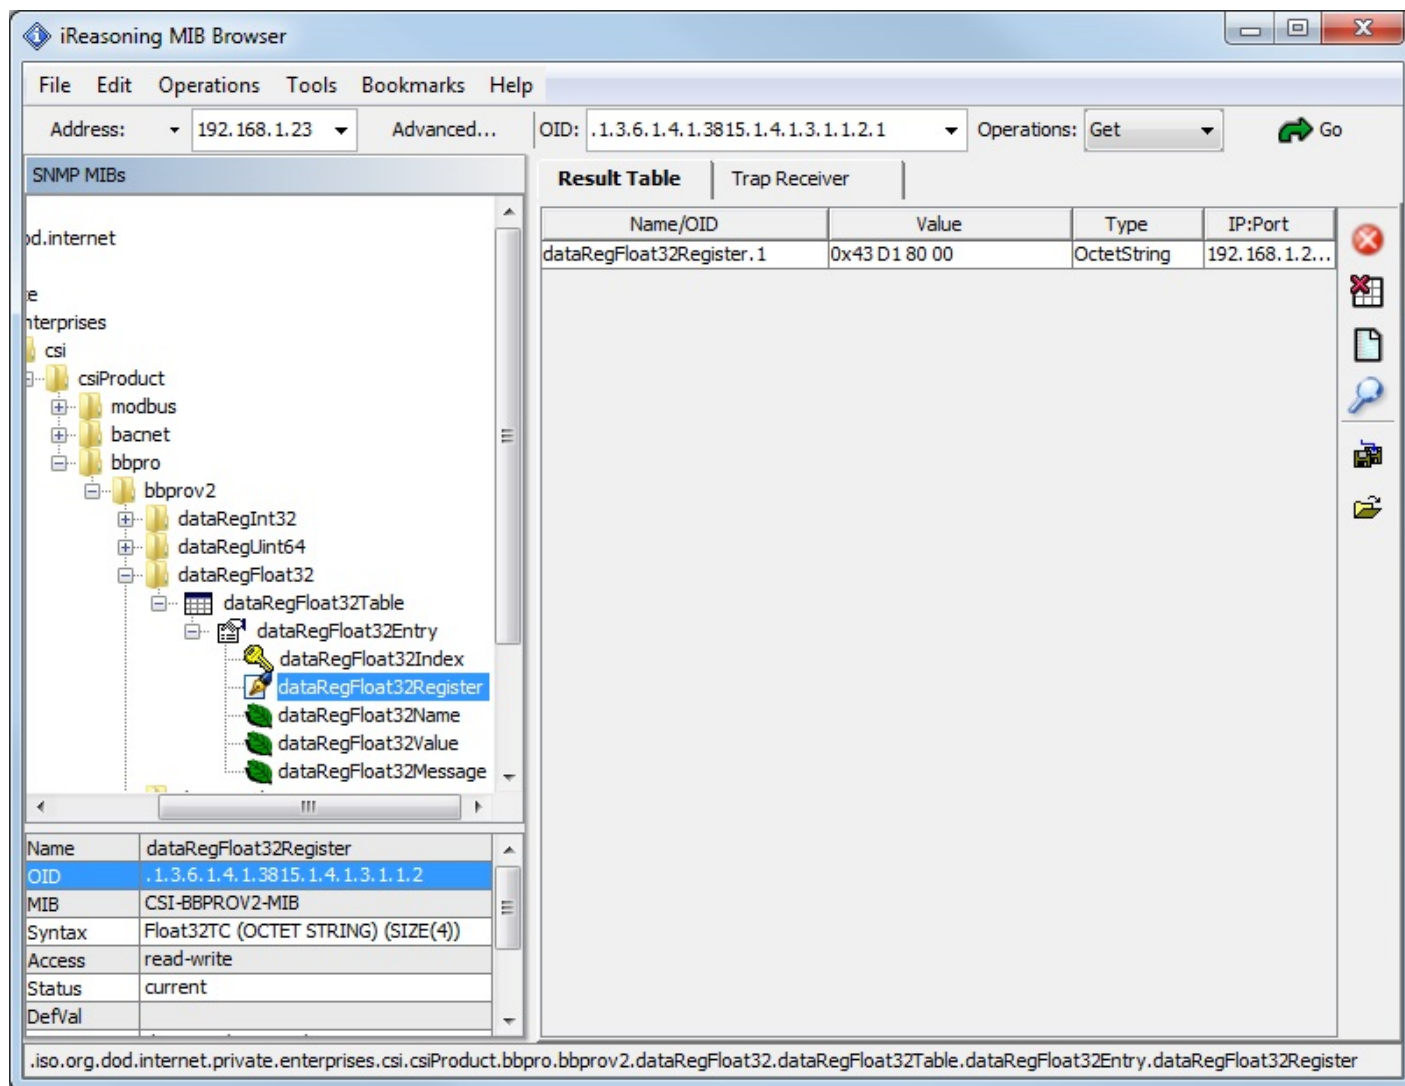 iReasoning MIB Browser
File Edit Operations Tools Bookmarks Help
Address: 192.168.1.23 Advanced... OID: .1.3.6.1.4.1.3815.1.4.1.3.1.1.2.1 Operations: Get Go
SNMP MIBs
Result Table Trap Receiver
Name/OID Value Type IP:Port
dataRegFloat32Register.1 0x43 D1 80 00 OctetString 192.168.1.2...
od.internet
te
nterprises
csi
csiProduct
modbus
bacnet
bbpro
bbprov2
dataRegInt32
dataRegUint64
dataRegFloat32
dataRegFloat32Table
dataRegFloat32Entry
dataRegFloat32Index
dataRegFloat32Register
dataRegFloat32Name
dataRegFloat32Value
dataRegFloat32Message
Name dataRegFloat32Register
OID .1.3.6.1.4.1.3815.1.4.1.3.1.1.2
MIB CSI-BBPROV2-MIB
Syntax Float32TC (OCTET STRING) (SIZE(4))
Access read-write
Status current
DefVal
.iso.org.dod.internet.private.enterprises.csi.csiProduct.bbpro.bbprov2.dataRegFloat32.dataRegFloat32Table.dataRegFloat32Entry.dataRegFloat32Register